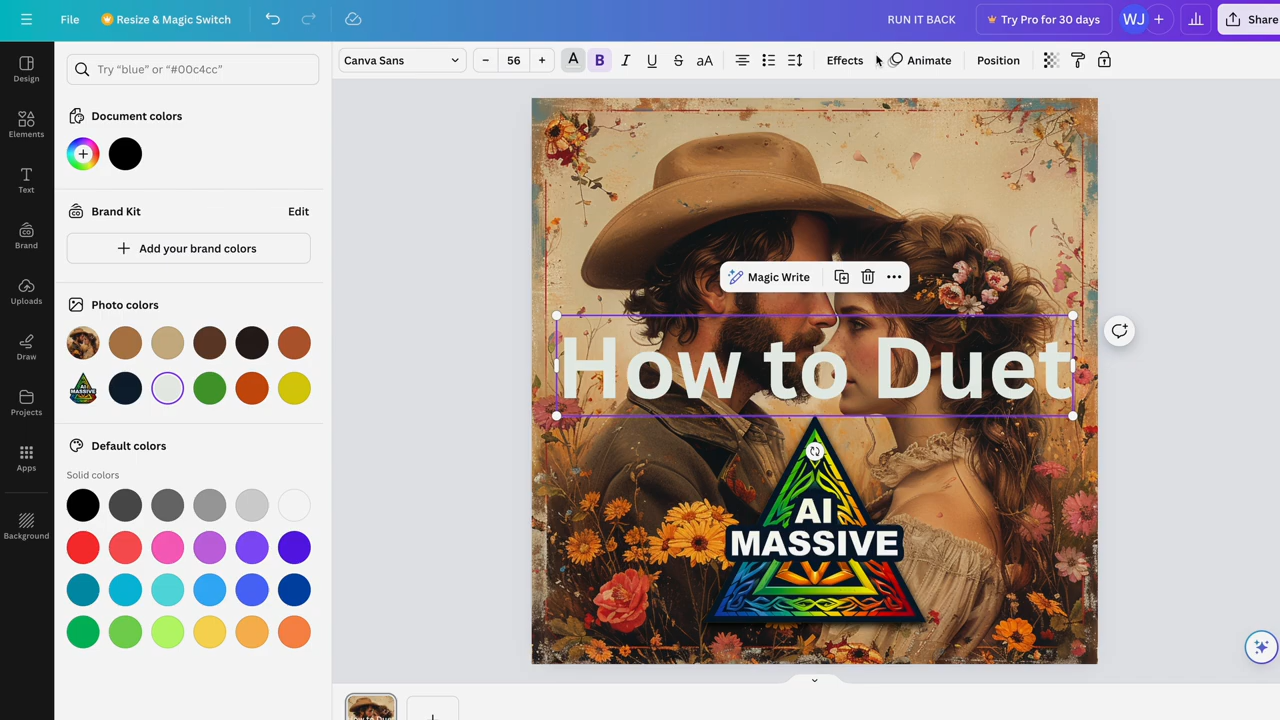 File
Resize & Magic Switch
RUN IT BACK
Try Pro for 30 days
WJ
Share
Design
Elements
Text
Brand
Uploads
Draw
Projects
Apps
Background
Try “blue” or “#00c4cc”
Document colors
Brand Kit
Edit
Add your brand colors
Photo colors
Default colors
Solid colors
Canva Sans
56
A
B
I
U
S
aA
Effects
Animate
Position
Magic Write
How to Duet
AI
MASSIVE